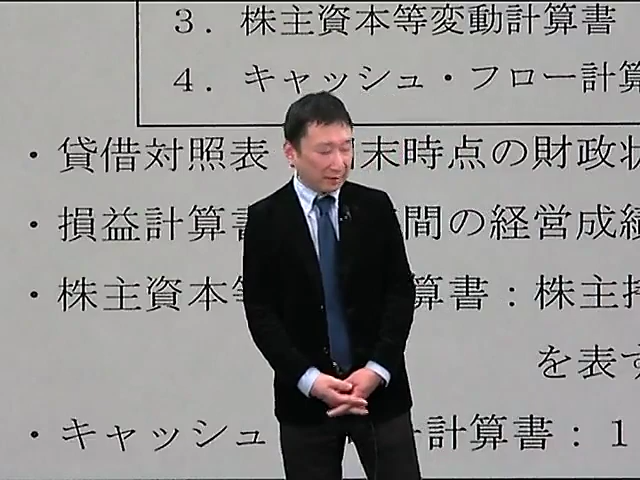 3．株主資本等変動計算書
4．キャッシュ・フロー計算
・貸借対照表 末時点の財政状
・損益計算書 間の経営成績
・株主資本等 算書：株主持
を表す
・キャッシュ ー計算書：1